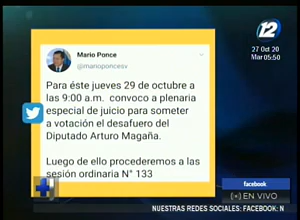 12
27 Oct 20
Mar 05:50
Mario Ponce
@marioponcesv
Para éste jueves 29 de octubre a
las 9:00 a.m. convoco a plenaria
especial de juicio para someter
a votación el desafuero del
Diputado Arturo Magaña.
Luego de ello procederemos a las
sesión ordinaria N° 133
facebook
EN VIVO
NUESTRAS REDES SOCIALES: FACEBOOK: N